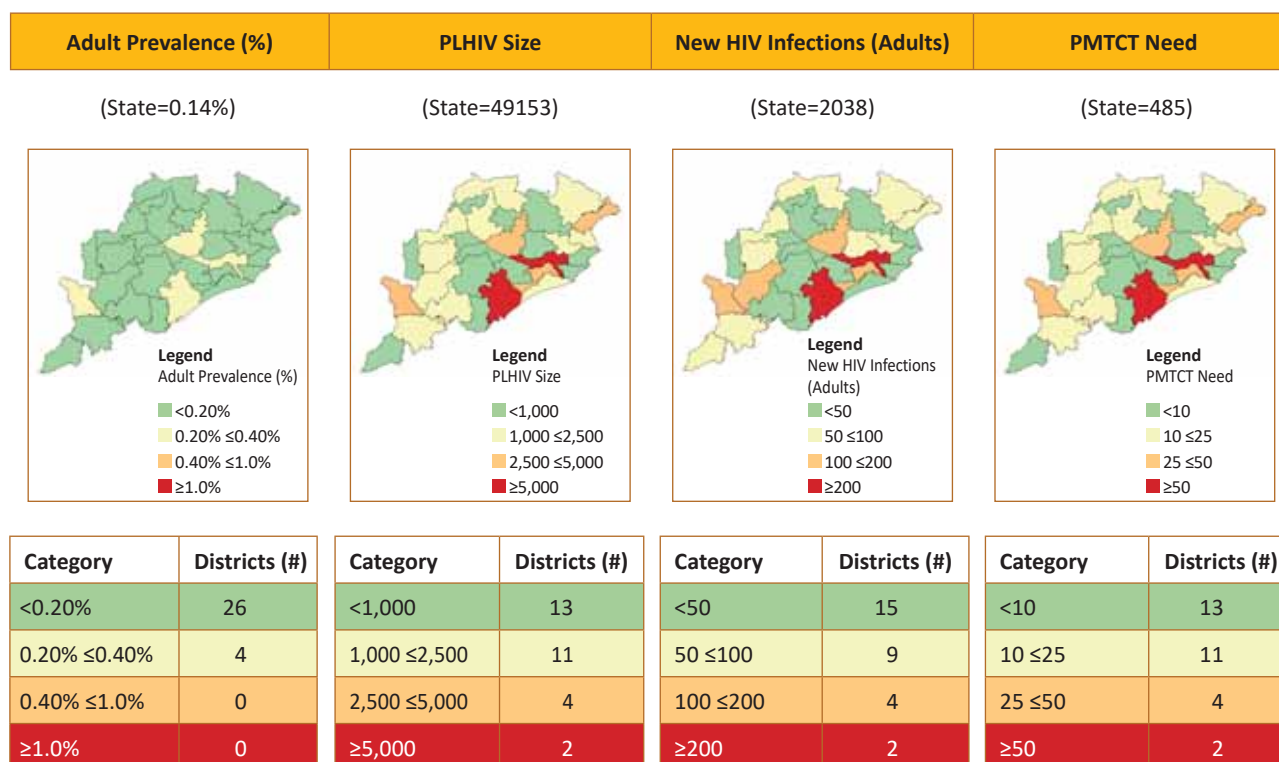 Adult Prevalence (%) PLHIV Size New HIV Infections (Adults) PMTCT Need
(State=0.14%) (State=49153) (State=2038) (State=485)
Legend
Adult Prevalence (%)
<0.20%
0.20% ≤0.40%
0.40% ≤1.0%
≥1.0%
Legend
PLHIV Size
<1,000
1,000 ≤2,500
2,500 ≤5,000
≥5,000
Legend
New HIV Infections
(Adults)
<50
50 ≤100
100 ≤200
≥200
Legend
PMTCT Need
<10
10 ≤25
25 ≤50
≥50
Category Districts (#) Category Districts (#) Category Districts (#) Category Districts (#)
<0.20% 26 <1,000 13 <50 15 <10 13
0.20% ≤0.40% 4 1,000 ≤2,500 11 50 ≤100 9 10 ≤25 11
0.40% ≤1.0% 0 2,500 ≤5,000 4 100 ≤200 4 25 ≤50 4
≥1.0% 0 ≥5,000 2 ≥200 2 ≥50 2